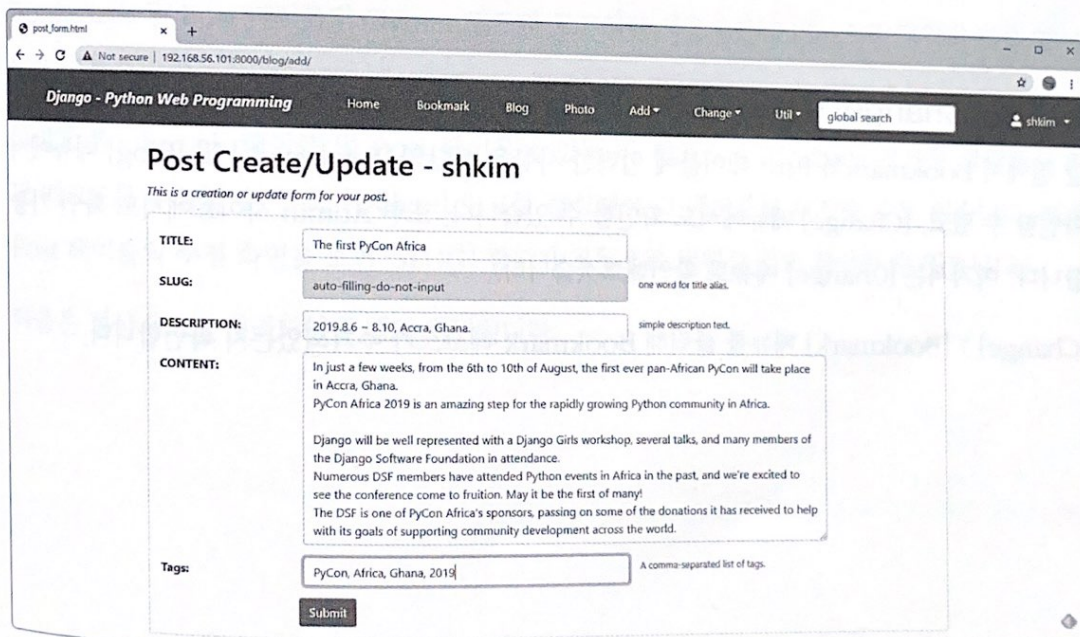 post_form.html
Not secure | 192.168.56.101:8000/blog/add/
Django - Python Web Programming Home Bookmark Blog Photo Add Change Util global search shkim
Post Create/Update - shkim
This is a creation or update form for your post.
TITLE: The first PyCon Africa
SLUG: auto-filling-do-not-input one word for title alias.
DESCRIPTION: 2019.8.6 ~ 8.10, Accra, Ghana. simple description text.
CONTENT: In just a few weeks, from the 6th to 10th of August, the first ever pan-African PyCon will take place
in Accra, Ghana.
PyCon Africa 2019 is an amazing step for the rapidly growing Python community in Africa.
Django will be well represented with a Django Girls workshop, several talks, and many members of
the Django Software Foundation in attendance.
Numerous DSF members have attended Python events in Africa in the past, and we're excited to
see the conference come to fruition. May it be the first of many!
The DSF is one of PyCon Africa's sponsors, passing on some of the donations it has received to help
with its goals of supporting community development across the world.
Tags: PyCon, Africa, Ghana, 2019 A comma-separated list of tags.
Submit